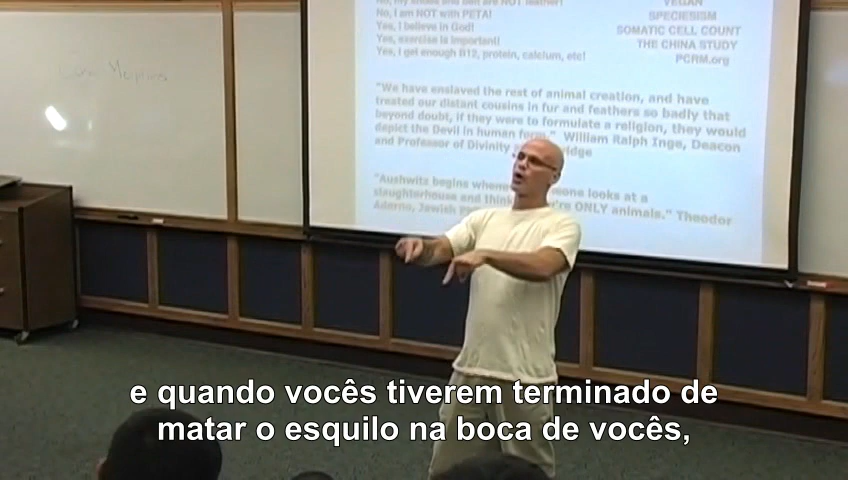 No, my shoes and belt are NOT leather!
No, I am NOT with PETA!
Yes, I believe in God!
Yes, exercise is important!
Yes, I get enough B12, protein, calcium, etc!
VEGAN
SPECIESISM
SOMATIC CELL COUNT
THE CHINA STUDY
PCRM.org
"We have enslaved the rest of animal creation, and have
treated our distant cousins in fur and feathers so badly that
beyond doubt, if they were to formulate a religion, they would
depict the Devil in human form." William Ralph Inge, Deacon
and Professor of Divinity
"Aushwitz begins whene one looks at a
slaughterhouse and think re ONLY animals." Theodor
Adorno, Jewish
e quando vocês tiverem terminado de
matar o esquilo na boca de vocês,